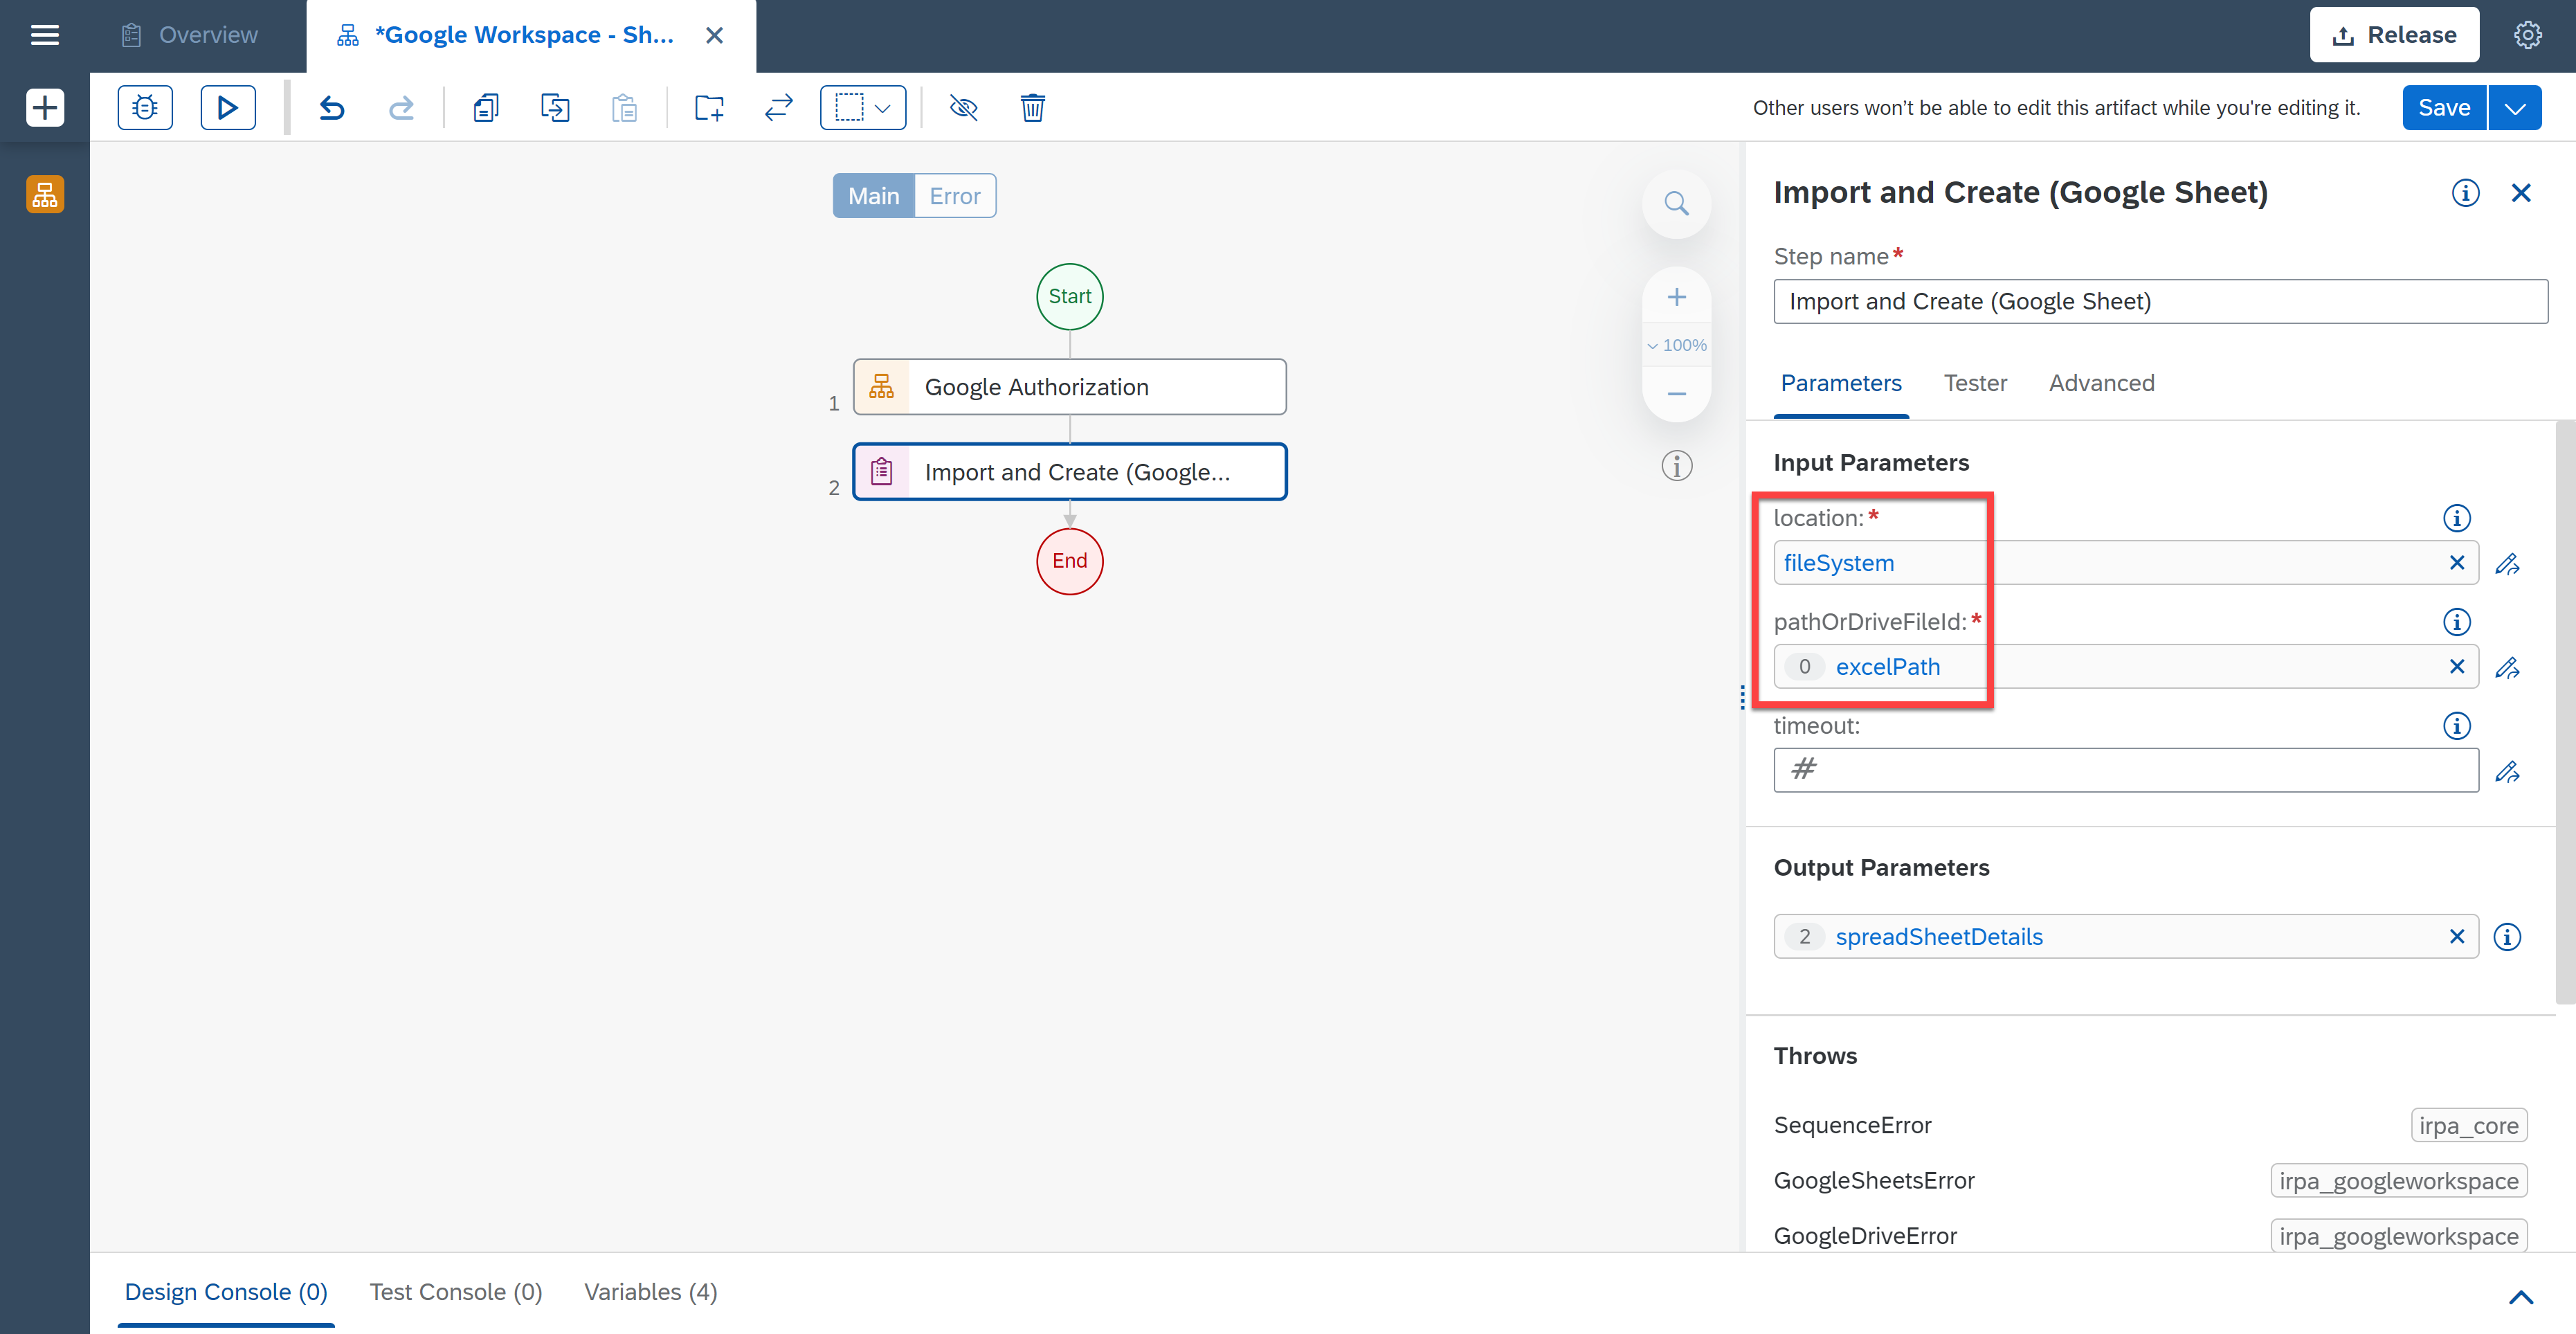 Overview
*Google Workspace - Sh...
Release
Other users won't be able to edit this artifact while you're editing it.
Save
Main
Error
Start
1
Google Authorization
2
Import and Create (Google...
End
100%
Import and Create (Google Sheet)
Step name*
Import and Create (Google Sheet)
Parameters
Tester
Advanced
Input Parameters
location:*
fileSystem
pathOrDriveFileId:*
0 excelPath
timeout:
#
Output Parameters
2 spreadSheetDetails
Throws
SequenceError
irpa_core
GoogleSheetsError
irpa_googleworkspace
GoogleDriveError
irpa_googleworkspace
Design Console (0)
Test Console (0)
Variables (4)